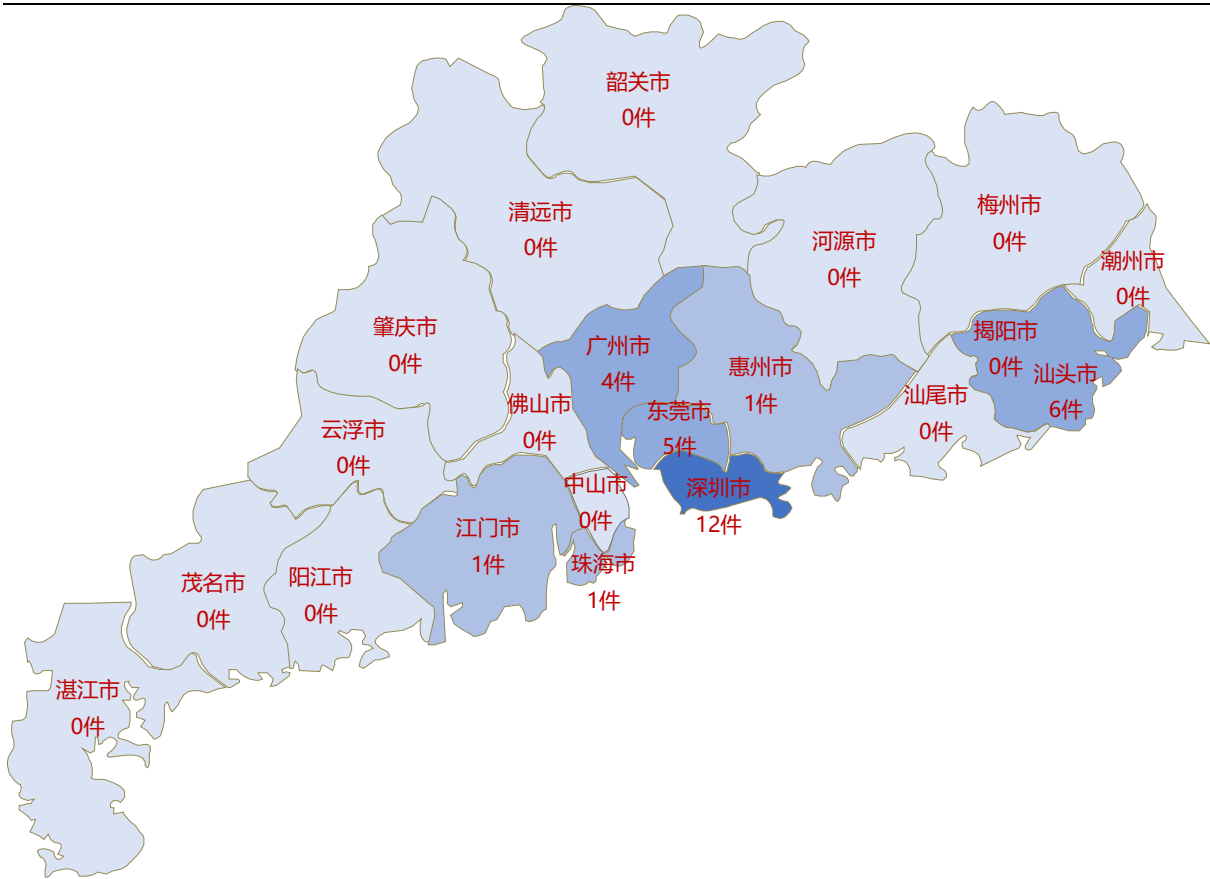 韶关市
0件
清远市
0件
梅州市
0件
河源市
0件
潮州市
0件
肇庆市
0件
广州市
4件
惠州市
1件
揭阳市
0件
汕头市
6件
汕尾市
0件
佛山市
0件
东莞市
5件
云浮市
0件
中山市
0件
深圳市
12件
江门市
1件
珠海市
1件
阳江市
0件
茂名市
0件
湛江市
0件